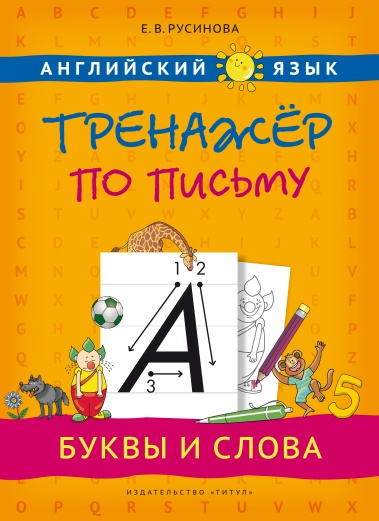 Е. В. РУСИНОВА
АНГЛИЙСКИЙ ЯЗЫК
ТРЕНАЖЁР
ПО ПИСЬМУ
1 2
A
3
5
БУКВЫ И СЛОВА
ИЗДАТЕЛЬСТВО «ТИТУЛ»